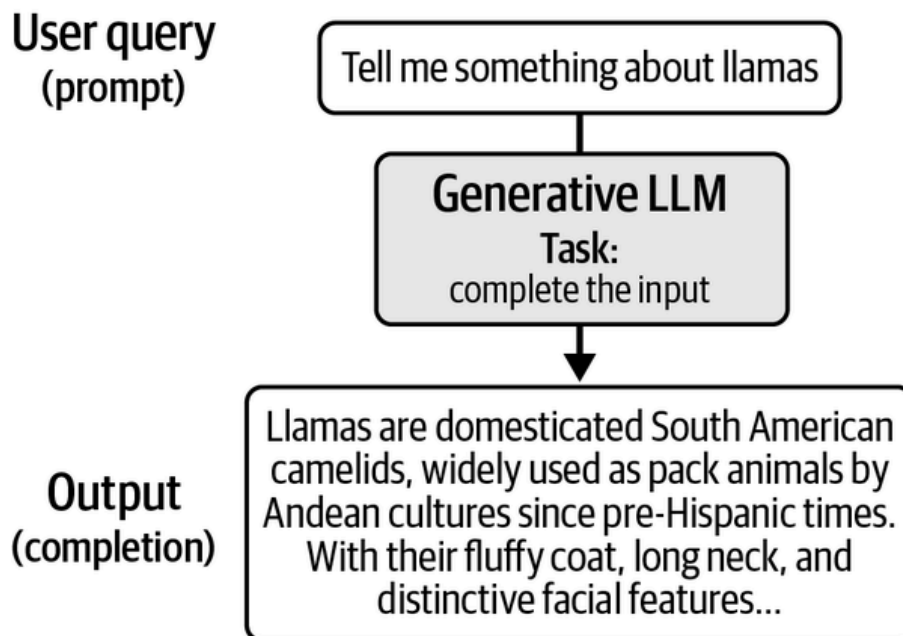 User query
(prompt)
Tell me something about llamas
Generative LLM
Task:
complete the input
Output
(completion)
Llamas are domesticated South American
camelids, widely used as pack animals by
Andean cultures since pre-Hispanic times.
With their fluffy coat, long neck, and
distinctive facial features...